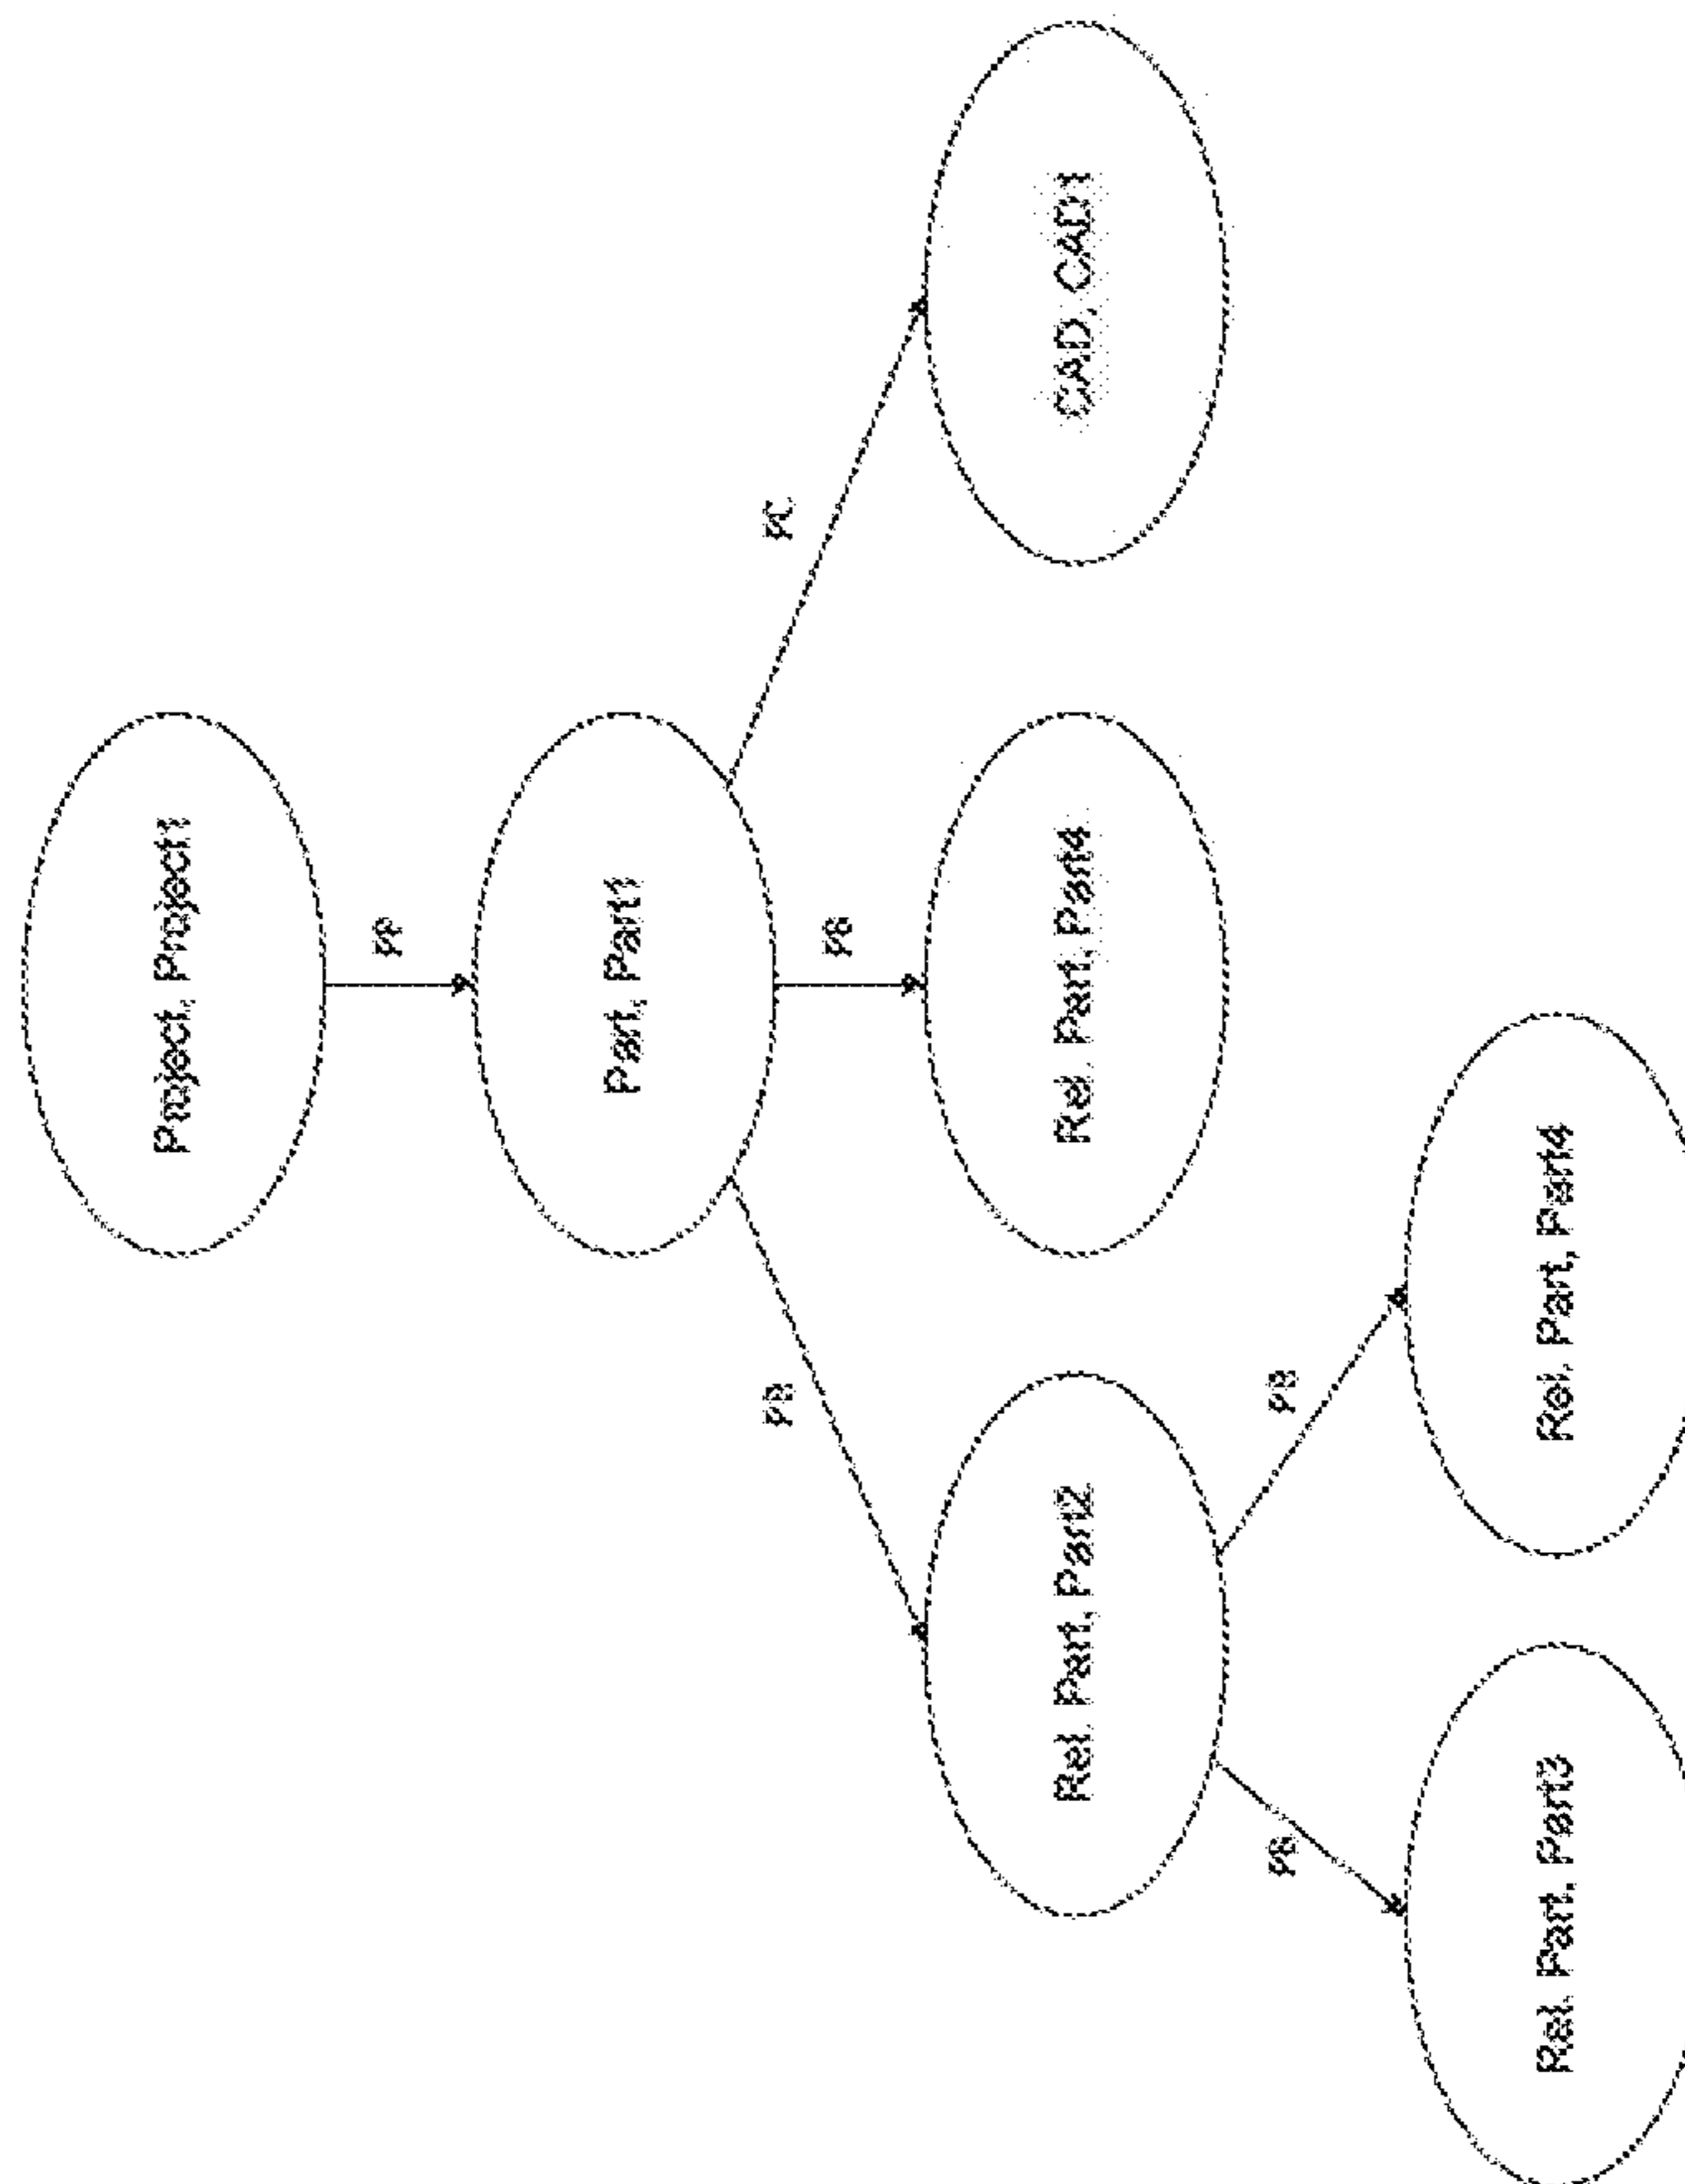 Project, Project1
PP
Part, Part1
PB
PB
PC
Rel. Part, Part2
Rel. Part, Part4
CAD, CAD1
PB
PB
Rel. Part, Part3
Rel. Part, Part4